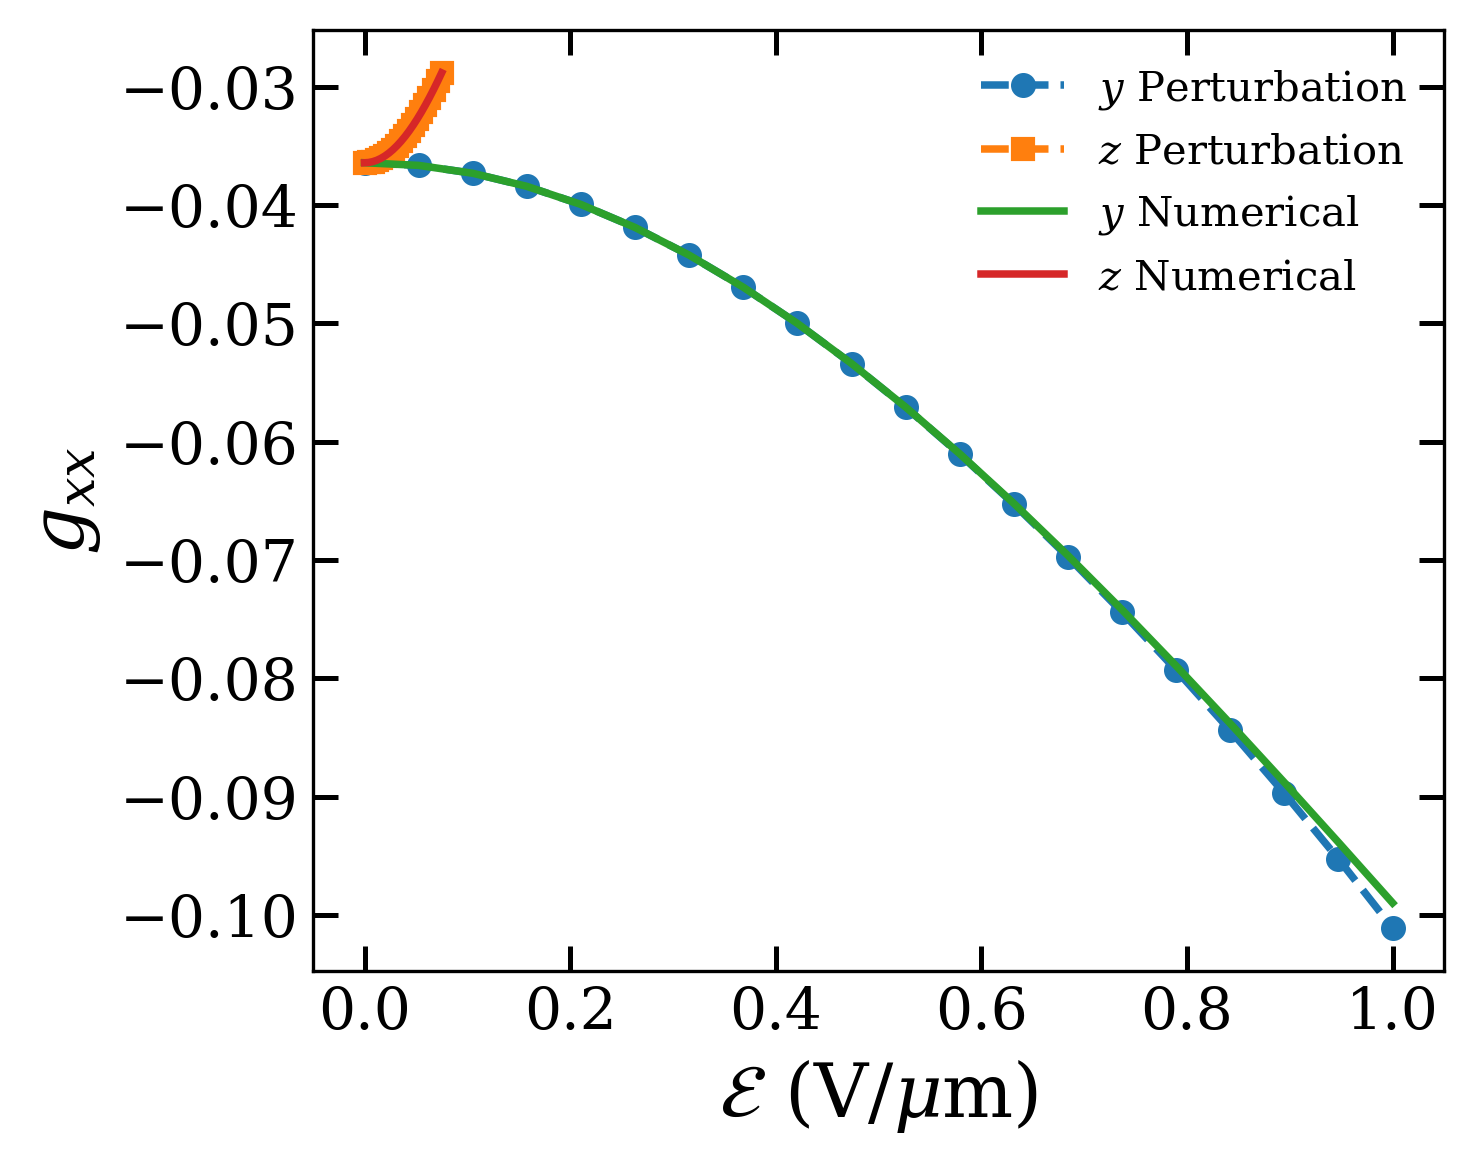 −0.03
−0.04
−0.05
−0.06
−0.07
−0.08
−0.09
−0.10
g_xx
y Perturbation
z Perturbation
y Numerical
z Numerical
0.0 0.2 0.4 0.6 0.8 1.0
ℰ (V/μm)